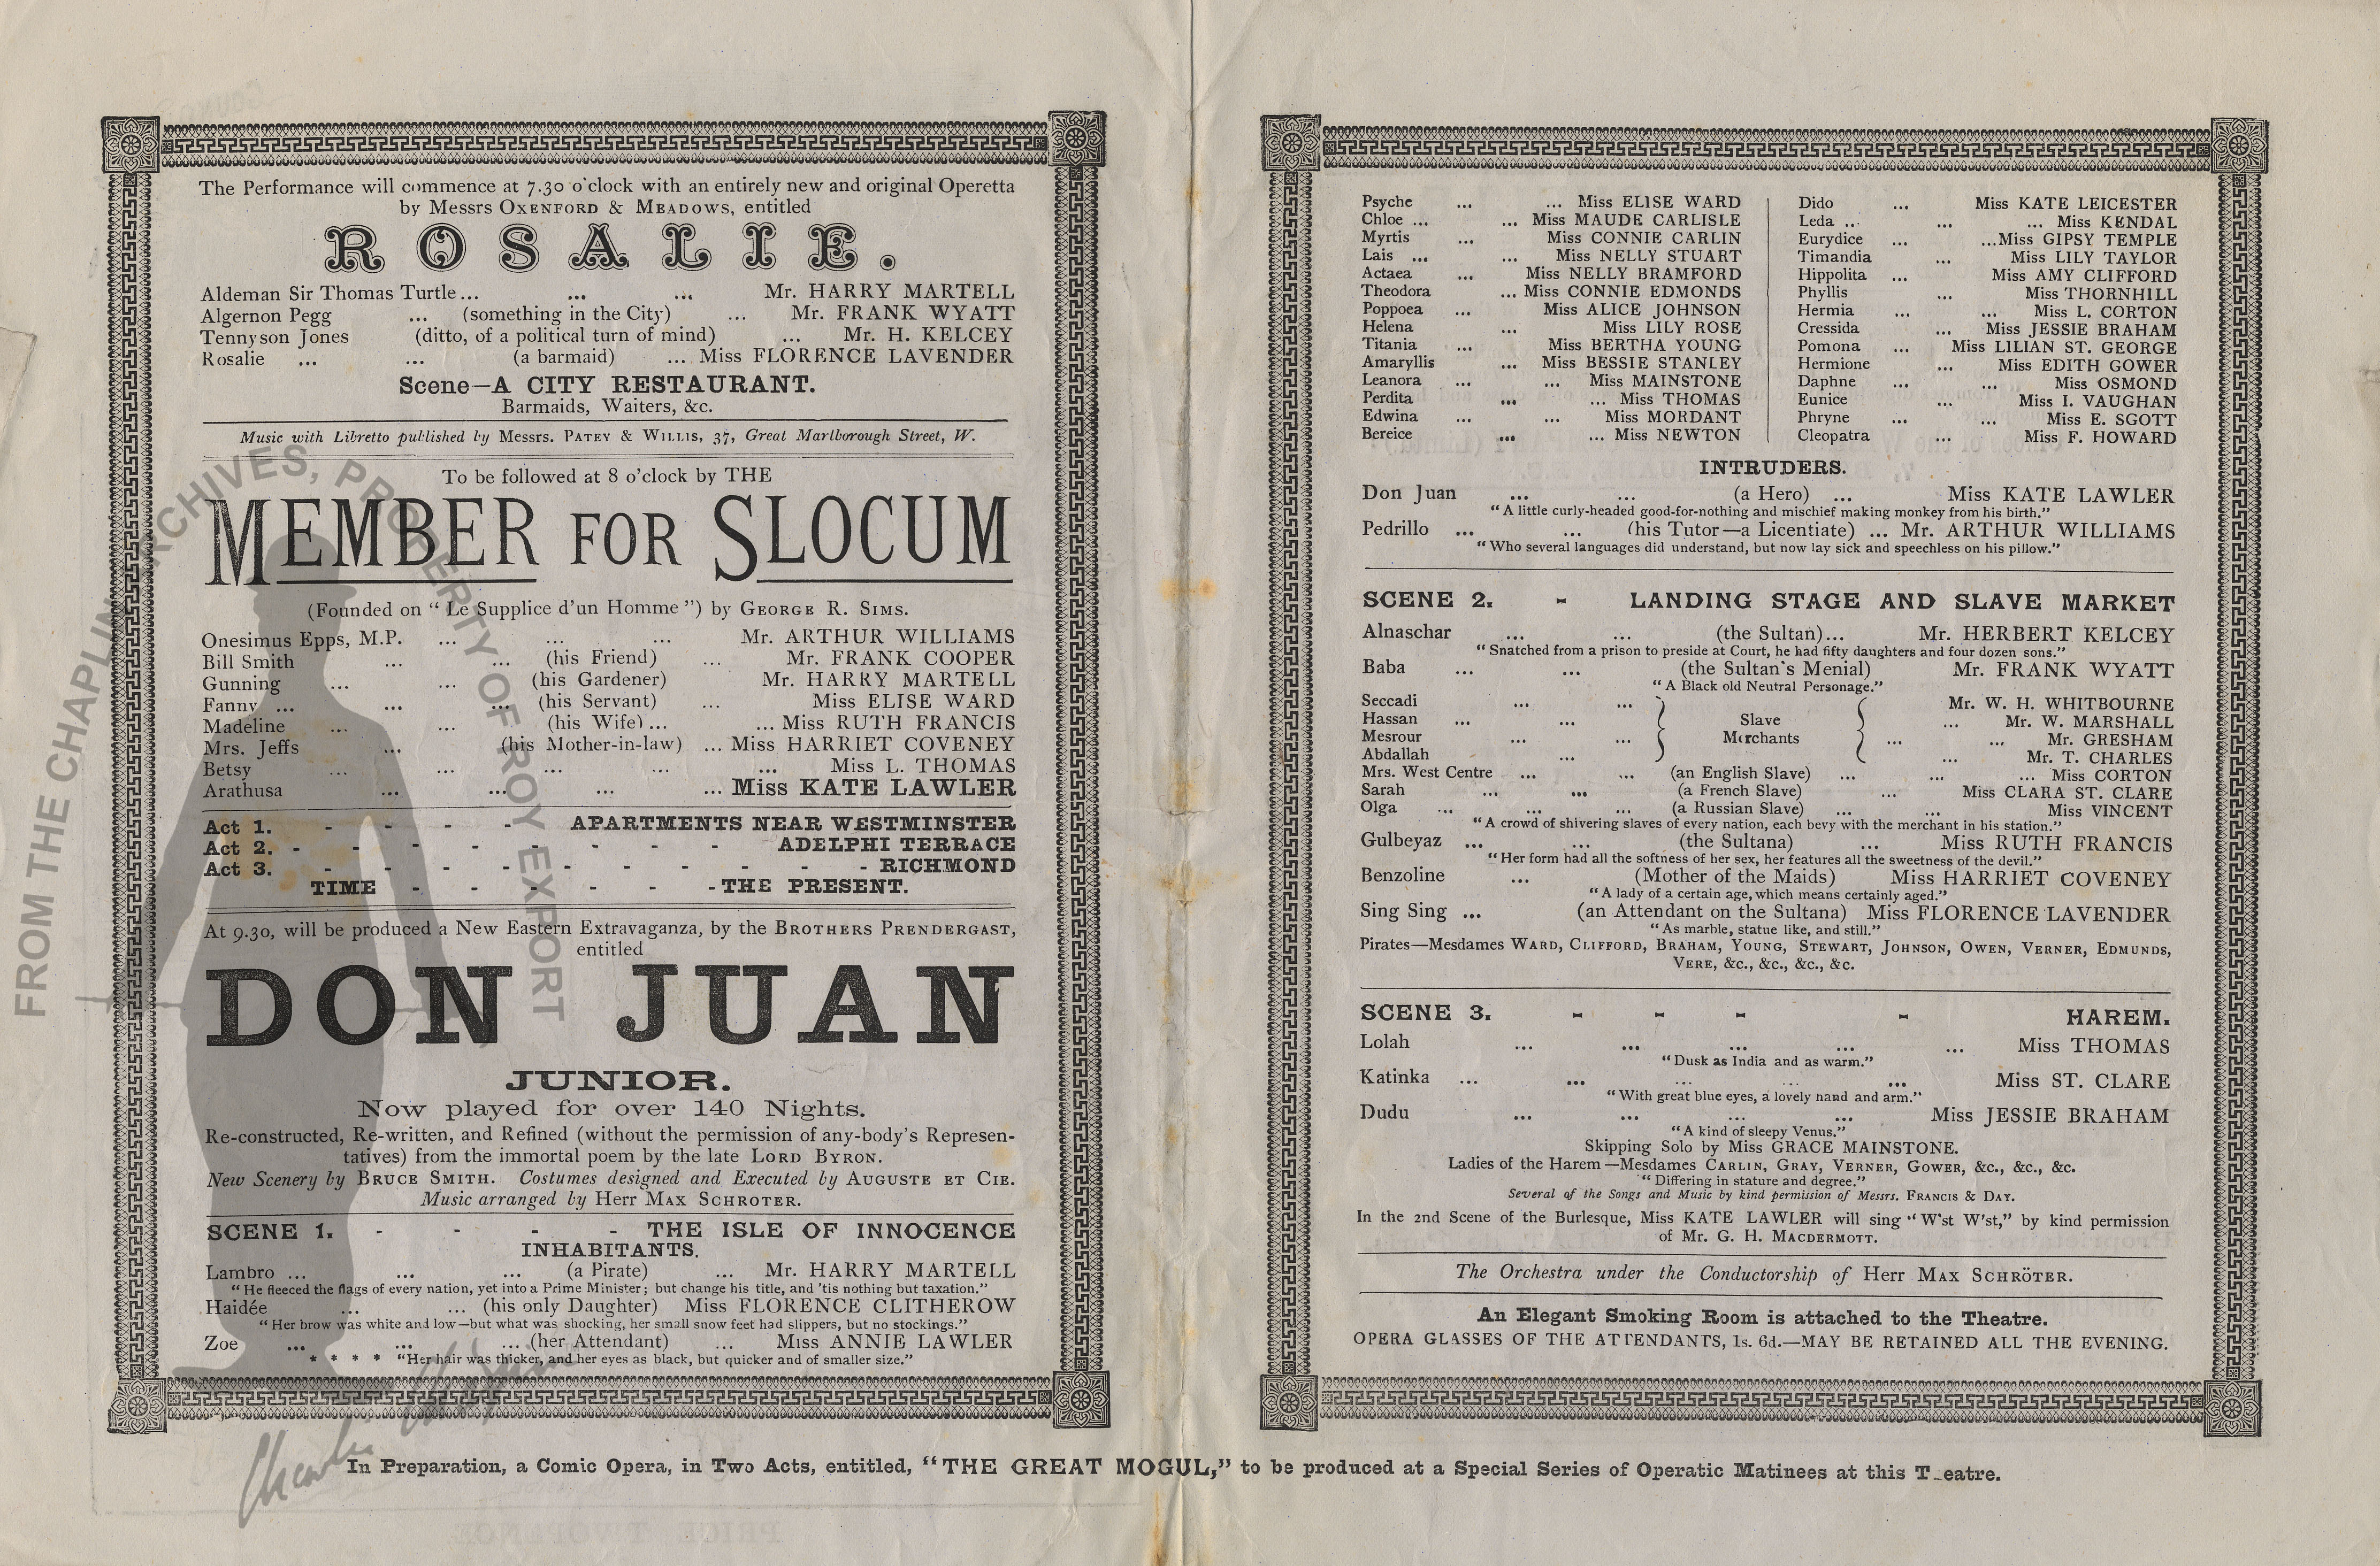 The Performance will commence at 7.30 o'clock with an entirely new and original Operetta
by Messrs OXENFORD & MEADOWS, entitled
ROSALIE.
Aldeman Sir Thomas Turtle... ... ... Mr. HARRY MARTELL
Algernon Pegg ... (something in the City) ... Mr. FRANK WYATT
Tennyson Jones (ditto, of a political turn of mind) ... Mr. H. KELCEY
Rosalie ... ... (a barmaid) ... Miss FLORENCE LAVENDER
Scene—A CITY RESTAURANT.
Barmaids, Waiters, &c.
Music with Libretto published by Messrs. PATEY & WILLIS, 37, Great Marlborough Street, W.
To be followed at 8 o'clock by THE
MEMBER FOR SLOCUM
(Founded on "Le Supplice d'un Homme") by GEORGE R. SIMS.
Onesimus Epps, M.P. ... ... ... Mr. ARTHUR WILLIAMS
Bill Smith ... ... (his Friend) ... Mr. FRANK COOPER
Gunning ... ... (his Gardener) Mr. HARRY MARTELL
Fanny ... ... ... (his Servant) ... Miss ELISE WARD
Madeline ... ... (his Wife) ... ... Miss RUTH FRANCIS
Mrs. Jeffs ... (his Mother-in-law) ... Miss HARRIET COVENEY
Betsy ... ... ... ... ... Miss L. THOMAS
Arathusa ... ... ... ... Miss KATE LAWLER
Act 1. - - - - APARTMENTS NEAR WESTMINSTER
Act 2. - - - - - - - - ADELPHI TERRACE
Act 3. - - - - - - - - - RICHMOND
TIME - - - - - - THE PRESENT.
At 9.30, will be produced a New Eastern Extravaganza, by the BROTHERS PRENDERGAST,
entitled
DON JUAN
JUNIOR.
Now played for over 140 Nights.
Re-constructed, Re-written, and Refined (without the permission of any-body's Represen-
tatives) from the immortal poem by the late LORD BYRON.
New Scenery by BRUCE SMITH. Costumes designed and Executed by AUGUSTE ET CIE.
Music arranged by Herr MAX SCHROTER.
SCENE 1. - - - - THE ISLE OF INNOCENCE
INHABITANTS.
Lambro ... ... ... (a Pirate) ... Mr. HARRY MARTELL
"He fleeced the flags of every nation, yet into a Prime Minister; but change his title, and 'tis nothing but taxation."
Haidée ... ... (his only Daughter) Miss FLORENCE CLITHEROW
"Her brow was white and low—but what was shocking, her small snow feet had slippers, but no stockings."
Zoe ... ... ... (her Attendant) ... Miss ANNIE LAWLER
* * * * "Her hair was thicker, and her eyes as black, but quicker and of smaller size."
Psyche ... ... Miss ELISE WARD
Chloe ... ... Miss MAUDE CARLISLE
Myrtis ... Miss CONNIE CARLIN
Lais ... ... Miss NELLY STUART
Actaea ... Miss NELLY BRAMFORD
Theodora ... Miss CONNIE EDMONDS
Poppoea ... Miss ALICE JOHNSON
Helena ... Miss LILY ROSE
Titania ... Miss BERTHA YOUNG
Amaryllis ... Miss BESSIE STANLEY
Leanora ... ... Miss MAINSTONE
Perdita ... ... Miss THOMAS
Edwina ... ... Miss MORDANT
Bereice ... ... Miss NEWTON
Dido ... Miss KATE LEICESTER
Leda ... ... ... Miss KENDAL
Eurydice ... ...Miss GIPSY TEMPLE
Timandia ... Miss LILY TAYLOR
Hippolita ... Miss AMY CLIFFORD
Phyllis ... Miss THORNHILL
Hermia ... ... Miss L. CORTON
Cressida ... Miss JESSIE BRAHAM
Pomona ... Miss LILIAN ST. GEORGE
Hermione ... Miss EDITH GOWER
Daphne ... ... Miss OSMOND
Eunice ... Miss I. VAUGHAN
Phryne ... ... Miss E. SGOTT
Cleopatra ... Miss F. HOWARD
INTRUDERS.
Don Juan ... ... (a Hero) ... Miss KATE LAWLER
"A little curly-headed good-for-nothing and mischief making monkey from his birth."
Pedrillo ... ... (his Tutor—a Licentiate) ... Mr. ARTHUR WILLIAMS
"Who several languages did understand, but now lay sick and speechless on his pillow."
SCENE 2. - LANDING STAGE AND SLAVE MARKET
Alnaschar ... ... (the Sultan)... Mr. HERBERT KELCEY
"Snatched from a prison to preside at Court, he had fifty daughters and four dozen sons."
Baba ... ... (the Sultan's Menial) Mr. FRANK WYATT
"A Black old Neutral Personage."
Seccadi ... ... Mr. W. H. WHITBOURNE
Hassan ... ... Slave ... Mr. W. MARSHALL
Mesrour ... ... Merchants ... ... Mr. GRESHAM
Abdallah ... ... Mr. T. CHARLES
Mrs. West Centre ... ... (an English Slave) ... ... ... Miss CORTON
Sarah ... ... (a French Slave) ... Miss CLARA ST. CLARE
Olga ... ... ... (a Russian Slave) ... ... Miss VINCENT
"A crowd of shivering slaves of every nation, each bevy with the merchant in his station."
Gulbeyaz ... ... (the Sultana) ... Miss RUTH FRANCIS
"Her form had all the softness of her sex, her features all the sweetness of the devil."
Benzoline ... (Mother of the Maids) Miss HARRIET COVENEY
"A lady of a certain age, which means certainly aged."
Sing Sing ... (an Attendant on the Sultana) Miss FLORENCE LAVENDER
"As marble, statue like, and still."
Pirates—Mesdames WARD, CLIFFORD, BRAHAM, YOUNG, STEWART, JOHNSON, OWEN, VERNER, EDMUNDS,
VERE, &c., &c., &c., &c.
SCENE 3. - - - - HAREM.
Lolah ... ... ... ... ... Miss THOMAS
"Dusk as India and as warm."
Katinka ... ... ... ... ... Miss ST. CLARE
"With great blue eyes, a lovely nand and arm."
Dudu ... ... ... ... Miss JESSIE BRAHAM
"A kind of sleepy Venus."
Skipping Solo by Miss GRACE MAINSTONE.
Ladies of the Harem—Mesdames CARLIN, GRAY, VERNER, GOWER, &c., &c., &c.
"Differing in stature and degree."
Several of the Songs and Music by kind permission of Messrs. FRANCIS & DAY.
In the 2nd Scene of the Burlesque, Miss KATE LAWLER will sing "W'st W'st," by kind permission
of Mr. G. H. MACDERMOTT.
The Orchestra under the Conductorship of Herr MAX SCHRÖTER.
An Elegant Smoking Room is attached to the Theatre.
OPERA GLASSES OF THE ATTENDANTS, 1s. 6d.—MAY BE RETAINED ALL THE EVENING.
In Preparation, a Comic Opera, in Two Acts, entitled, "THE GREAT MOGUL," to be produced at a Special Series of Operatic Matinees at this T eatre.
FROM THE CHAPLIN ARCHIVES, PROPERTY OF ROY EXPORT
Charles Chaplin
PRICE TWOPENCE